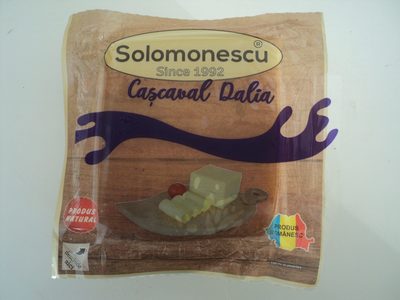 Solomonescu®
Since 1992
Cașcaval Dalia
PRODUS
NATURAL
PRODUS
ROMÂNESC